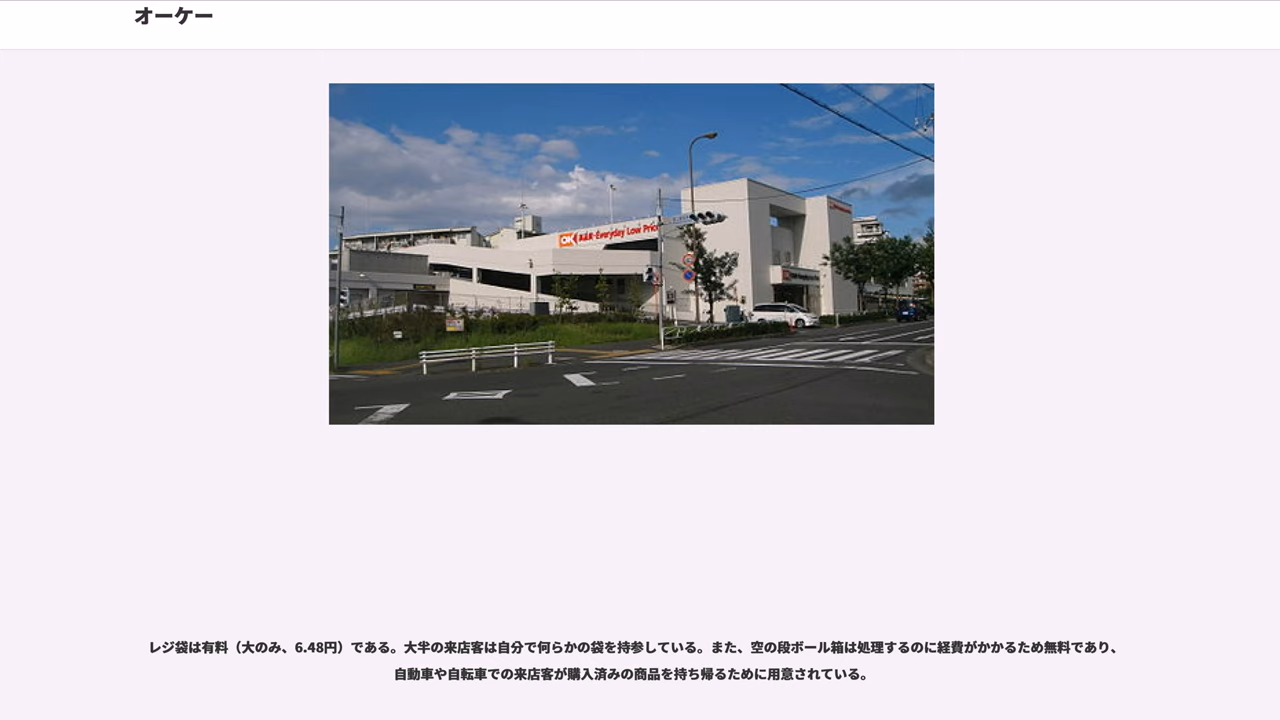 オーケー
OK Everyday Low Price
レジ袋は有料（大のみ、6.48円）である。大半の来店客は自分で何らかの袋を持参している。また、空の段ボール箱は処理するのに経費がかかるため無料であり、
自動車や自転車での来店客が購入済みの商品を持ち帰るために用意されている。